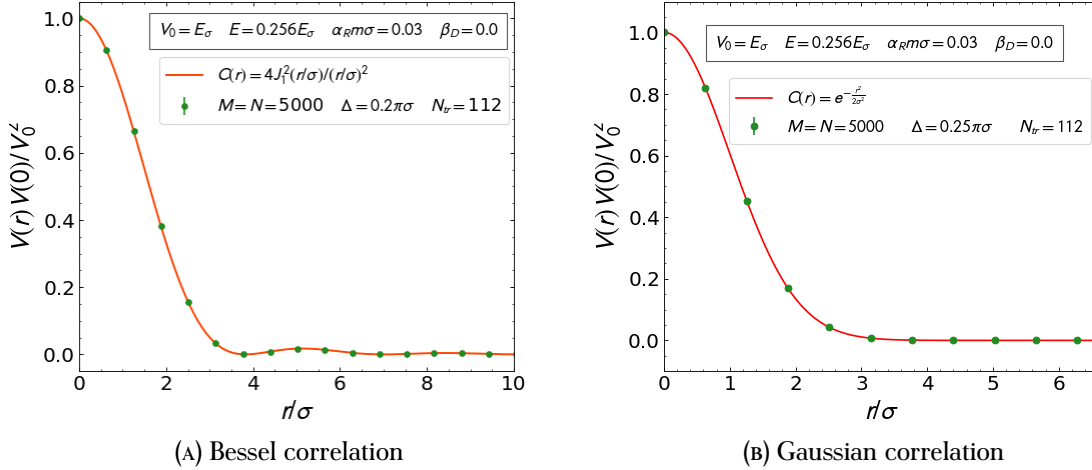 V₀ = E_σ E = 0.256E_σ α_R mσ = 0.03 β_D = 0.0
C(r) = 4J₁²(r/σ)/(r/σ)²
M = N = 5000 Δ = 0.2πσ N_tr = 112
V(r)V(0)/V₀²
1.0
0.8
0.6
0.4
0.2
0.0
0 2 4 6 8 10
r/σ
(A) Bessel correlation
V₀ = E_σ E = 0.256E_σ α_R mσ = 0.03 β_D = 0.0
C(r) = e^{-r²/2σ²}
M = N = 5000 Δ = 0.25πσ N_tr = 112
V(r)V(0)/V₀²
1.0
0.8
0.6
0.4
0.2
0.0
0 1 2 3 4 5 6
r/σ
(B) Gaussian correlation